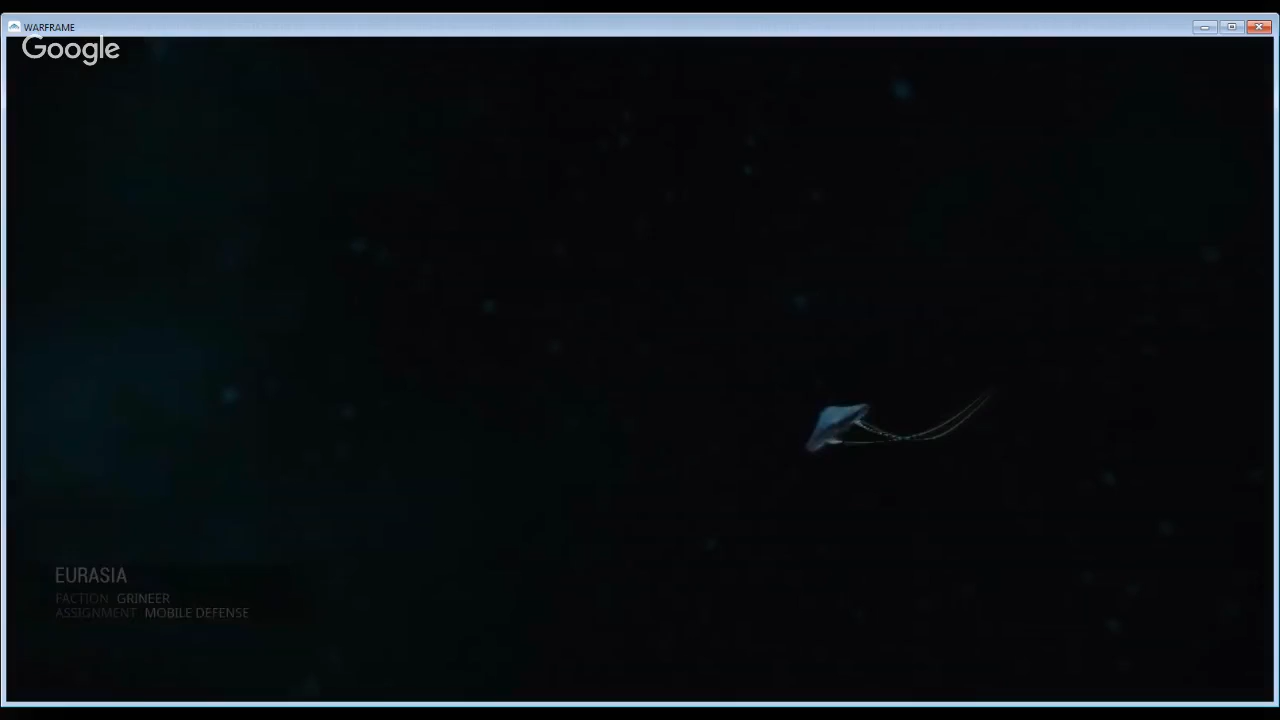 WARFRAME
Google
EURASIA
FACTION GRINEER
ASSIGNMENT MOBILE DEFENSE